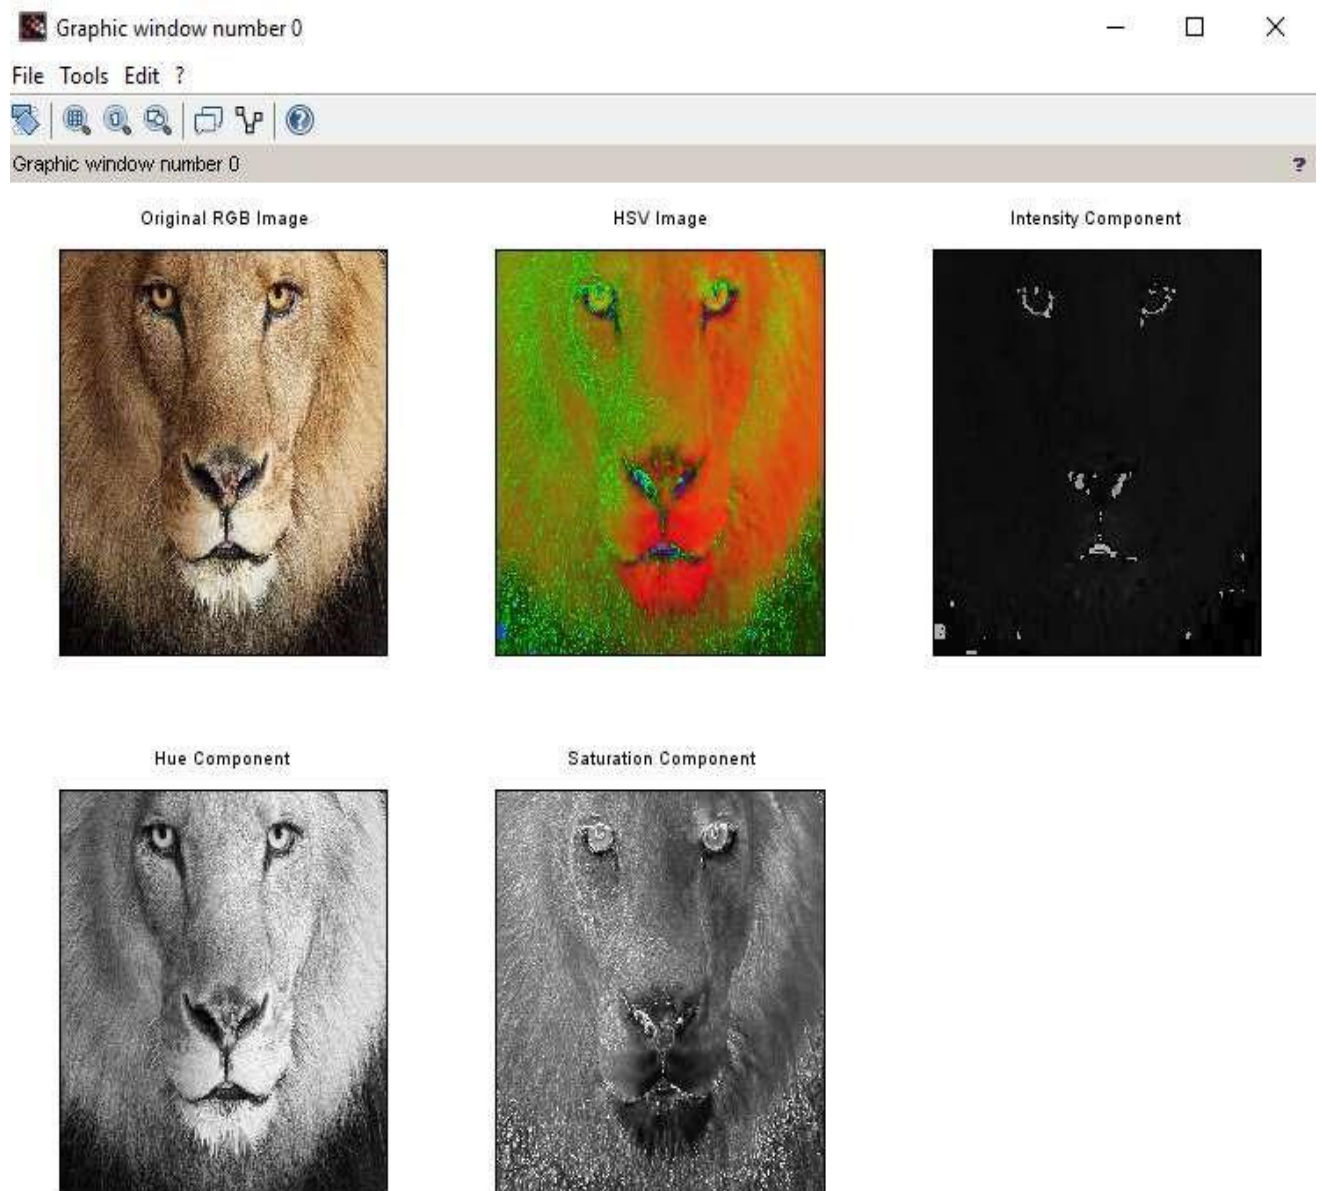 Graphic window number 0
File Tools Edit ?
Graphic window number 0 ?
Original RGB Image
HSV Image
Intensity Component
Hue Component
Saturation Component